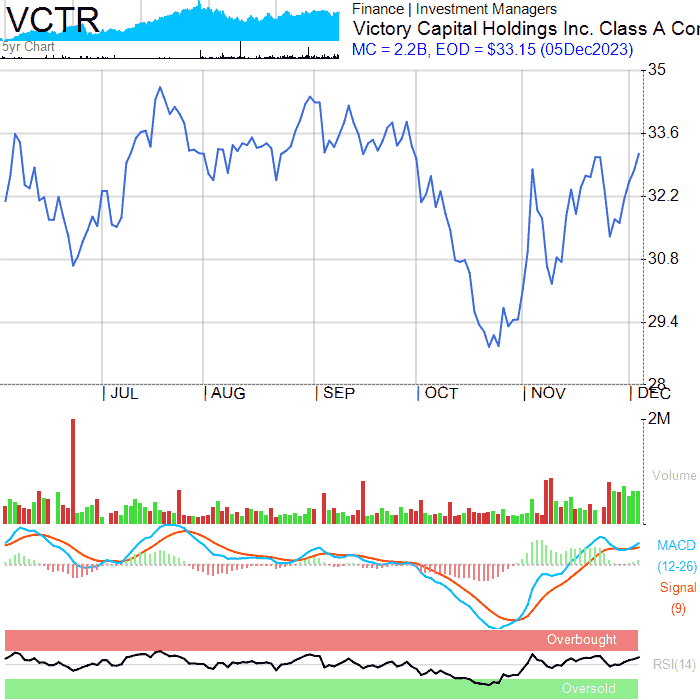 VCTR
5yr Chart
Finance | Investment Managers
Victory Capital Holdings Inc. Class A Cor
MC = 2.2B, EOD = $33.15 (05Dec2023)
35
33.6
32.2
30.8
29.4
28
JUL AUG SEP OCT NOV DEC
2M
Volume
MACD
(12-26)
Signal
(9)
Overbought
RSI(14)
Oversold